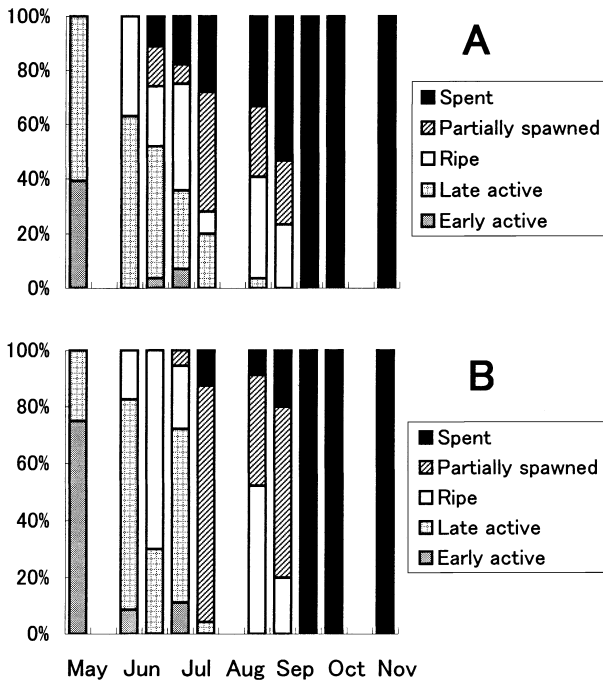 100%
80%
60%
40%
20%
0%
A
Spent
Partially spawned
Ripe
Late active
Early active
100%
80%
60%
40%
20%
0%
B
Spent
Partially spawned
Ripe
Late active
Early active
May Jun Jul Aug Sep Oct Nov